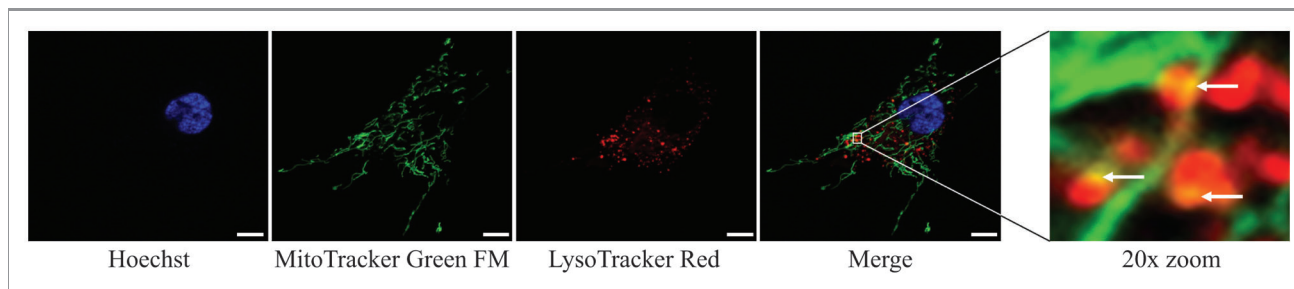 Hoechst
MitoTracker Green FM
LysoTracker Red
Merge
20x zoom